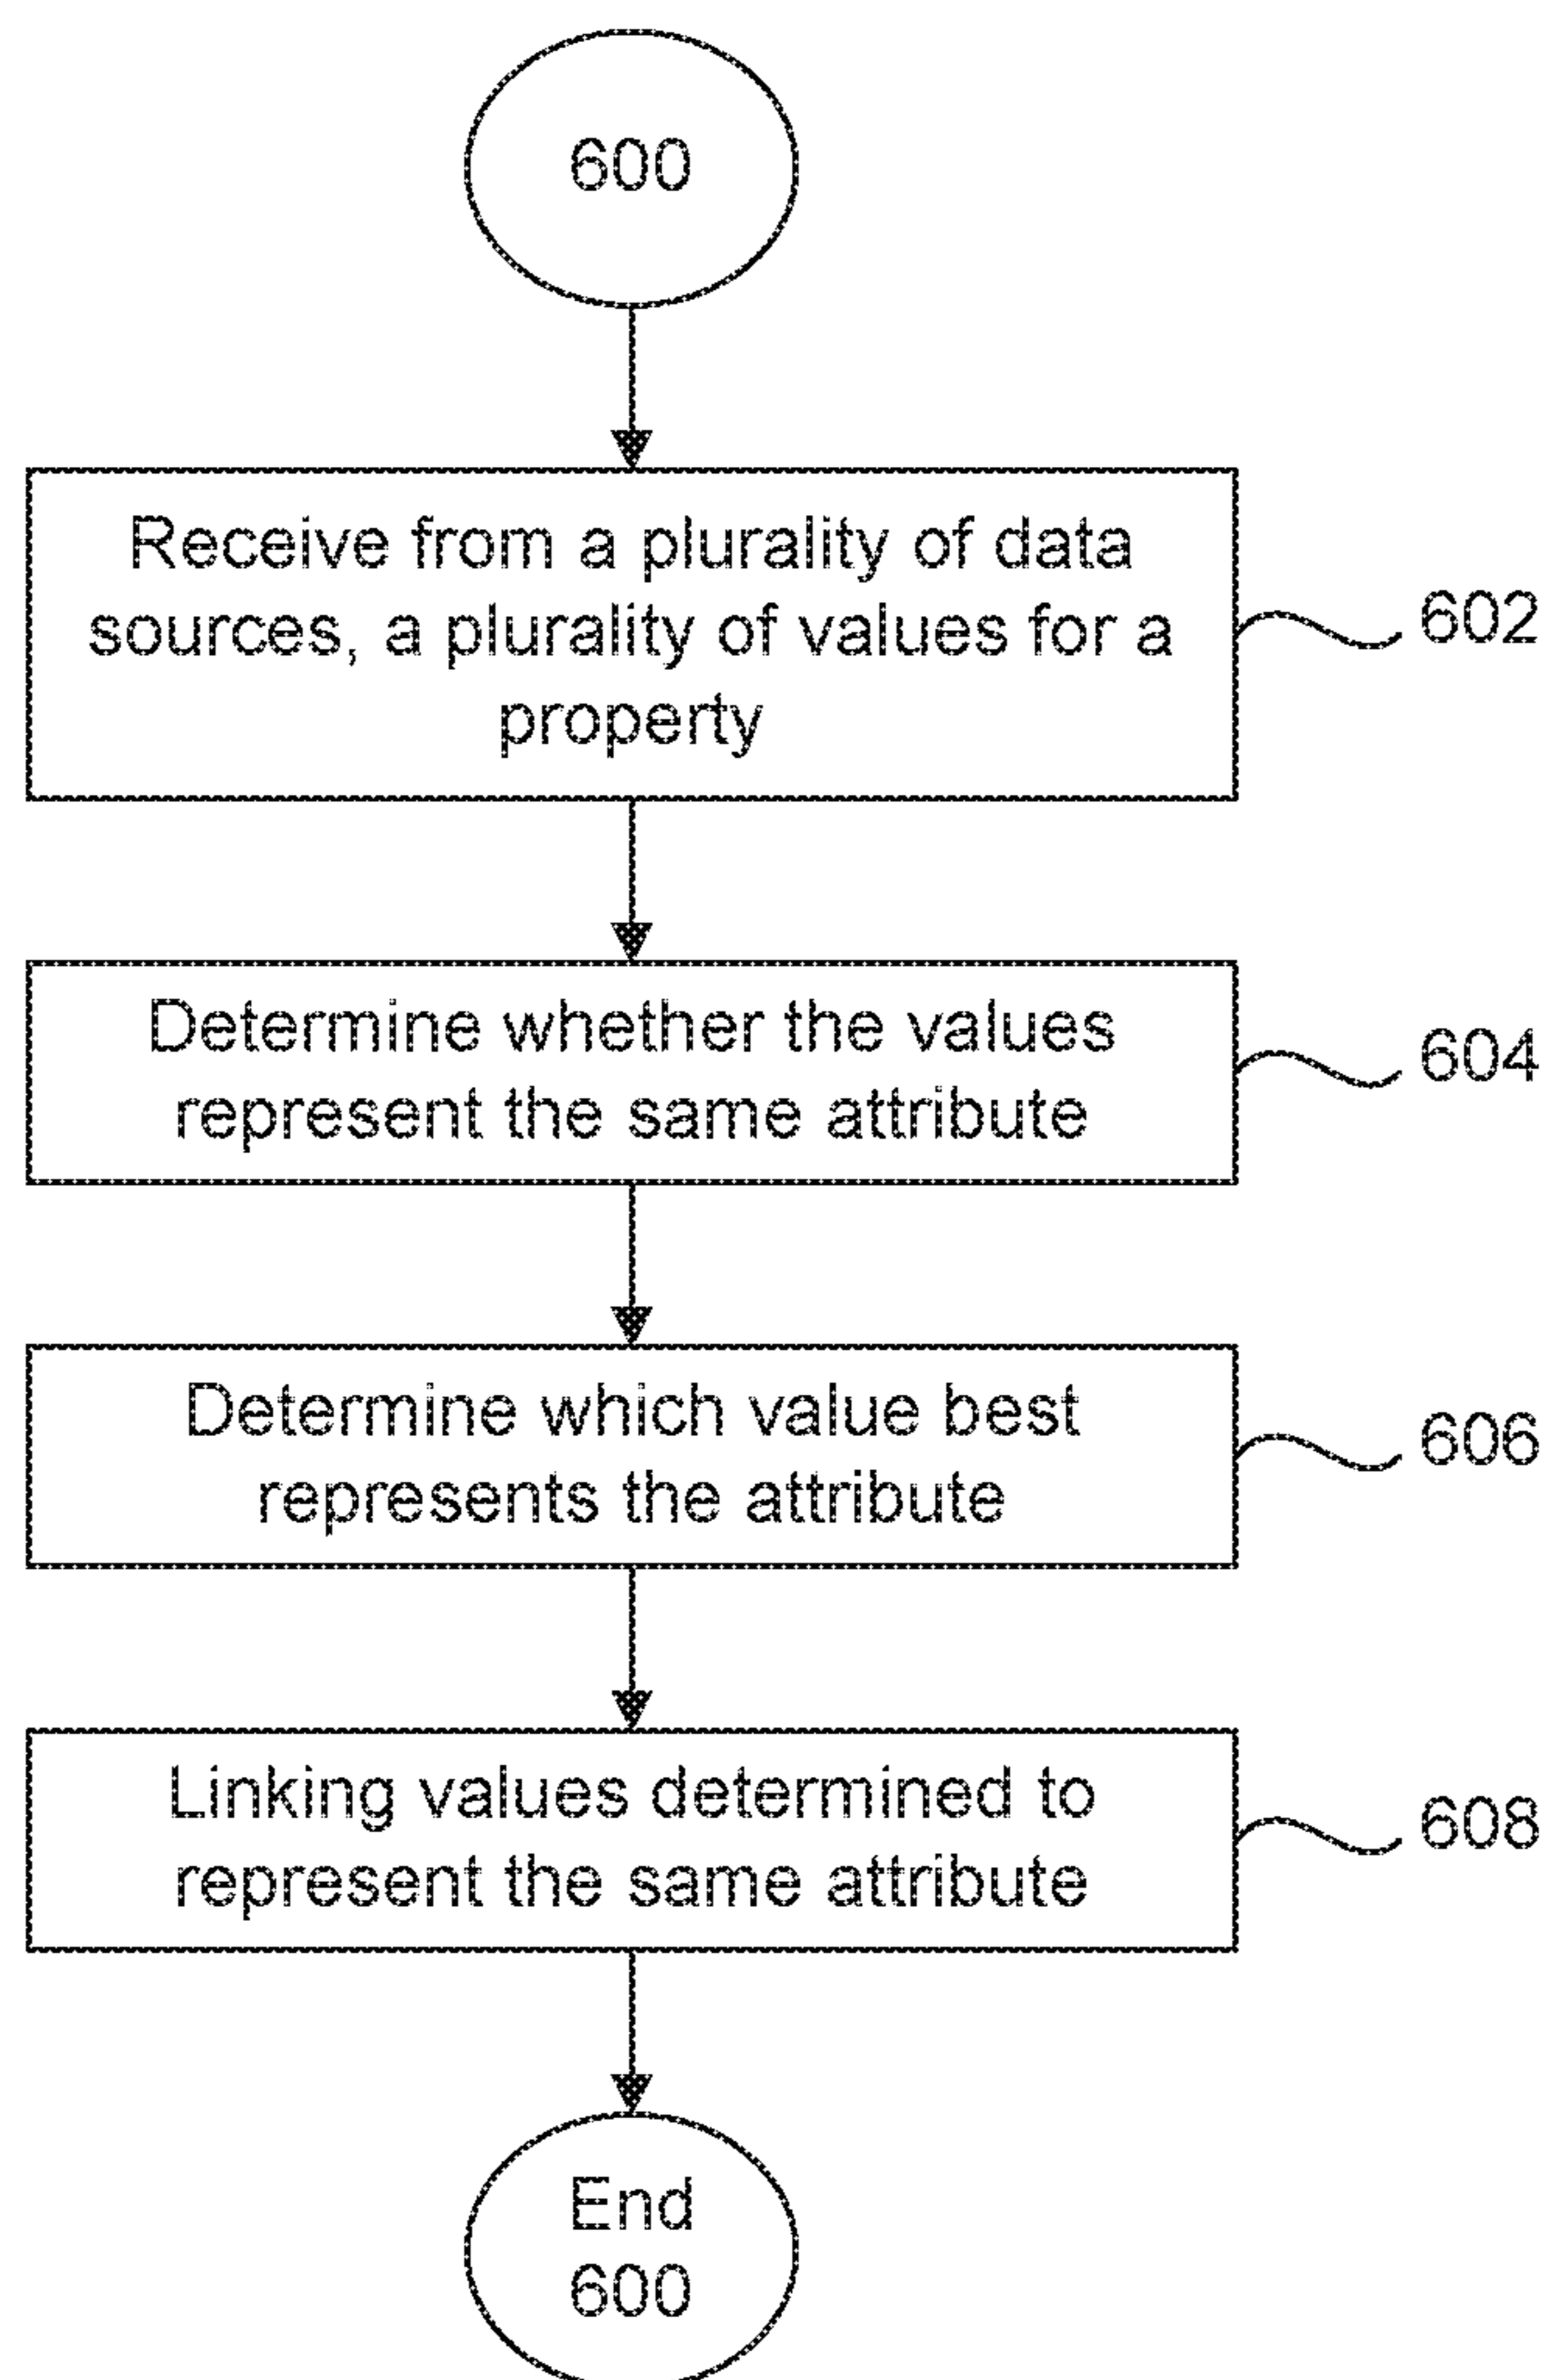 600
Receive from a plurality of data
sources, a plurality of values for a
property
602
Determine whether the values
represent the same attribute
604
Determine which value best
represents the attribute
606
Linking values determined to
represent the same attribute
608
End
600